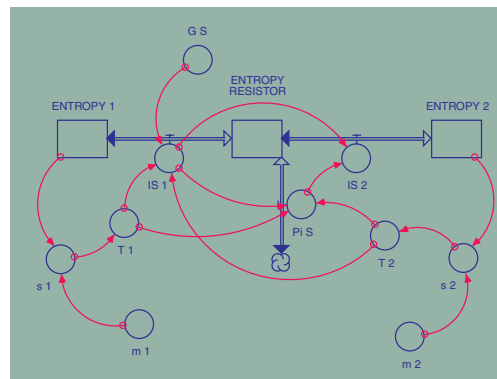 G S
ENTROPY
RESISTOR
ENTROPY 1
ENTROPY 2
IS 1
IS 2
Pi S
T 1
T 2
s 1
s 2
m 1
m 2